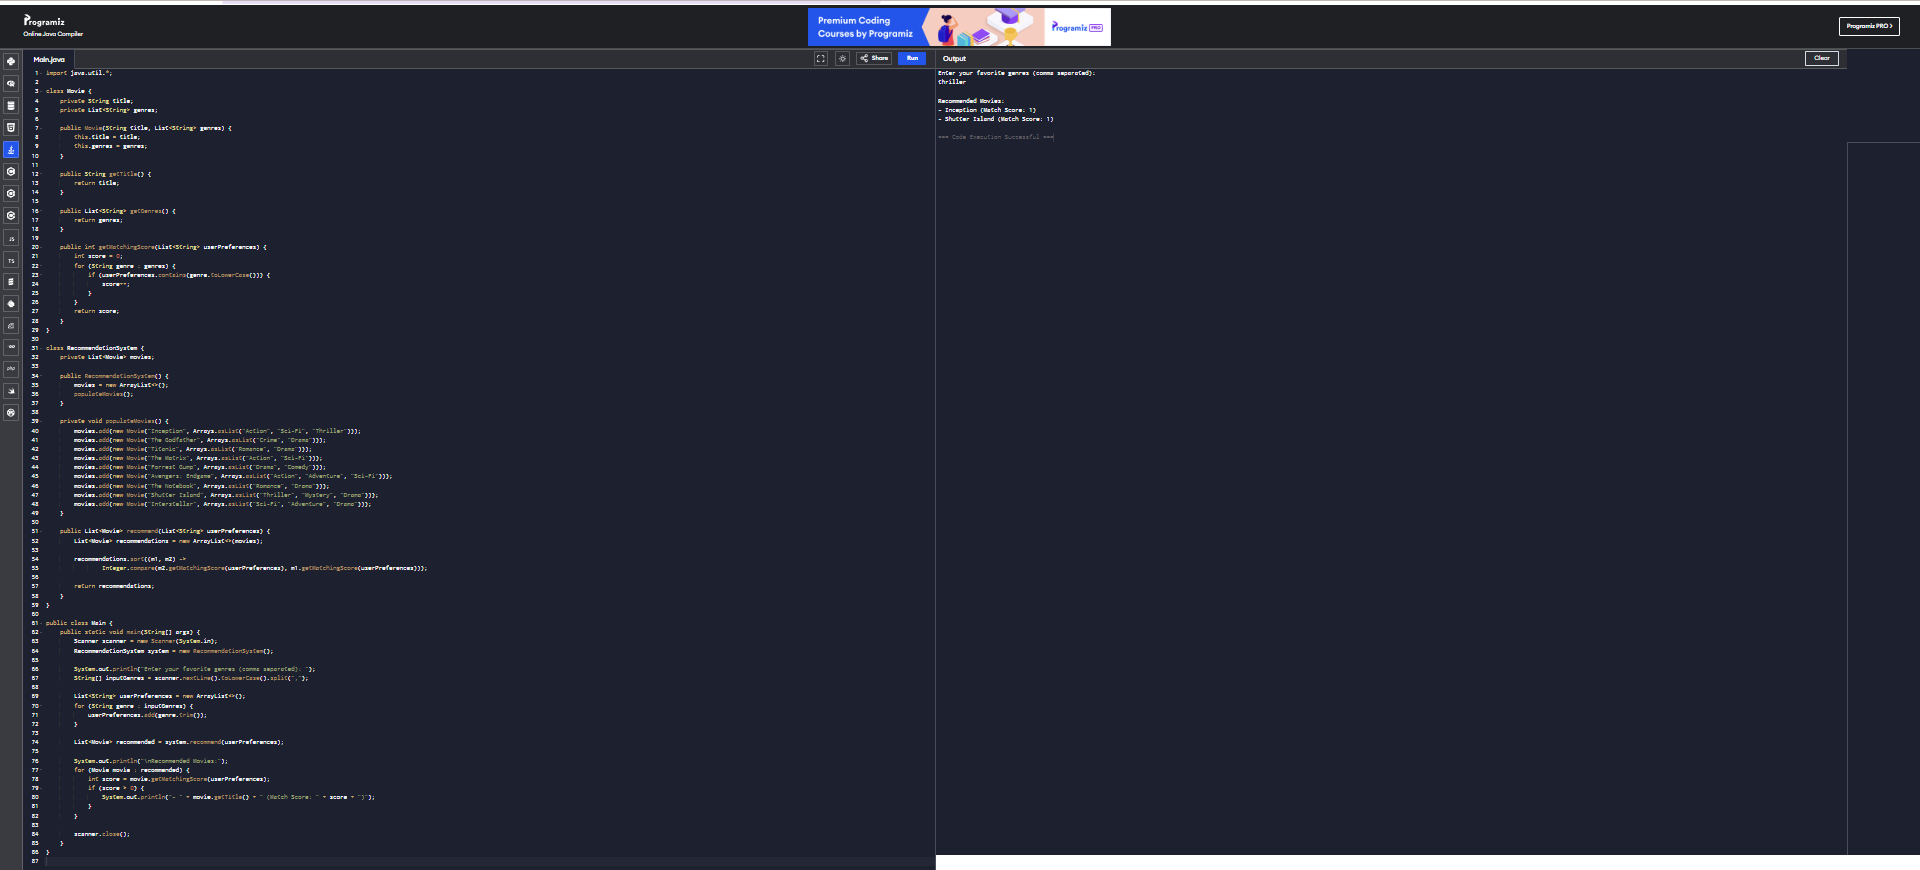 Programiz
Online Java Compiler
Premium Coding
Courses by Programiz
Programiz PRO
Programiz PRO >
Main.java
Share
Run
Output
Clear
JS
TS
php
1 import java.util.*;
2
3 class Movie {
4 private String title;
5 private List<String> genres;
6
7 public Movie(String title, List<String> genres) {
8 this.title = title;
9 this.genres = genres;
10 }
11
12 public String getTitle() {
13 return title;
14 }
15
16 public List<String> getGenres() {
17 return genres;
18 }
19
20 public int getMatchingScore(List<String> userPreferences) {
21 int score = 0;
22 for (String genre : genres) {
23 if (userPreferences.contains(genre.toLowerCase())) {
24 score++;
25 }
26 }
27 return score;
28 }
29 }
30
31 class RecommendationSystem {
32 private List<Movie> movies;
33
34 public RecommendationSystem() {
35 movies = new ArrayList<>();
36 populateMovies();
37 }
38
39 private void populateMovies() {
40 movies.add(new Movie("Inception", Arrays.asList("Action", "Sci-Fi", "Thriller")));
41 movies.add(new Movie("The Godfather", Arrays.asList("Crime", "Drama")));
42 movies.add(new Movie("Titanic", Arrays.asList("Romance", "Drama")));
43 movies.add(new Movie("The Matrix", Arrays.asList("Action", "Sci-Fi")));
44 movies.add(new Movie("Forrest Gump", Arrays.asList("Drama", "Comedy")));
45 movies.add(new Movie("Avengers: Endgame", Arrays.asList("Action", "Adventure", "Sci-Fi")));
46 movies.add(new Movie("The Notebook", Arrays.asList("Romance", "Drama")));
47 movies.add(new Movie("Shutter Island", Arrays.asList("Thriller", "Mystery", "Drama")));
48 movies.add(new Movie("Interstellar", Arrays.asList("Sci-Fi", "Adventure", "Drama")));
49 }
50
51 public List<Movie> recommend(List<String> userPreferences) {
52 List<Movie> recommendations = new ArrayList<>(movies);
53
54 recommendations.sort((m1, m2) ->
55 Integer.compare(m2.getMatchingScore(userPreferences), m1.getMatchingScore(userPreferences)));
56
57 return recommendations;
58 }
59 }
60
61 public class Main {
62 public static void main(String[] args) {
63 Scanner scanner = new Scanner(System.in);
64 RecommendationSystem system = new RecommendationSystem();
65
66 System.out.println("Enter your favorite genres (comma separated): ");
67 String[] inputGenres = scanner.nextLine().toLowerCase().split(",");
68
69 List<String> userPreferences = new ArrayList<>();
70 for (String genre : inputGenres) {
71 userPreferences.add(genre.trim());
72 }
73
74 List<Movie> recommended = system.recommend(userPreferences);
75
76 System.out.println("\nRecommended Movies:");
77 for (Movie movie : recommended) {
78 int score = movie.getMatchingScore(userPreferences);
79 if (score > 0) {
80 System.out.println("- " + movie.getTitle() + " (Match Score: " + score + ")");
81 }
82 }
83
84 scanner.close();
85 }
86 }
87
Enter your favorite genres (comma separated):
thriller
Recommended Movies:
- Inception (Match Score: 1)
- Shutter Island (Match Score: 1)
=== Code Execution Successful ===